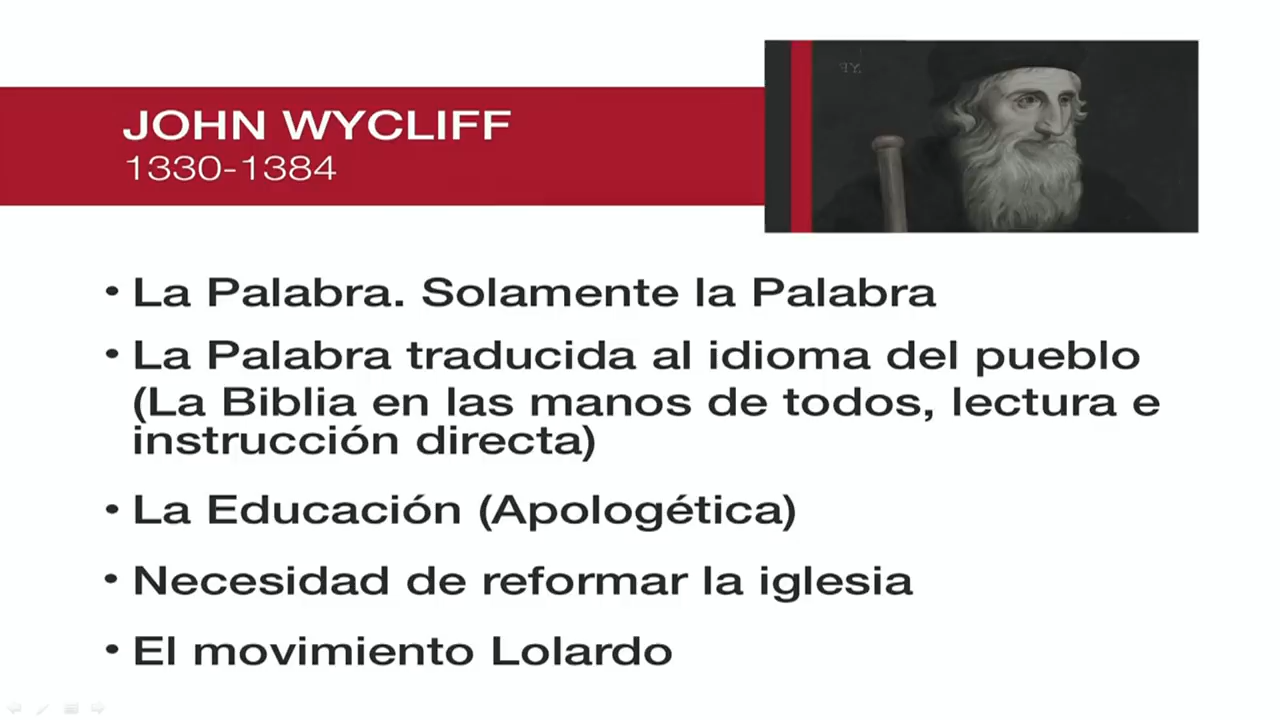 JOHN WYCLIFF
1330-1384
• La Palabra. Solamente la Palabra
• La Palabra traducida al idioma del pueblo
(La Biblia en las manos de todos, lectura e
instrucción directa)
• La Educación (Apologética)
• Necesidad de reformar la iglesia
• El movimiento Lolardo